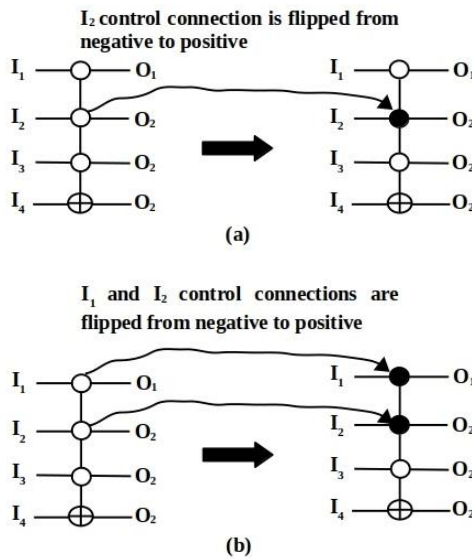 I₂ control connection is flipped from
negative to positive
I₁ O₁ I₁ O₁
I₂ O₂ I₂ O₂
I₃ O₂ I₃ O₂
I₄ O₂ I₄ O₂
(a)
I₁ and I₂ control connections are
flipped from negative to positive
I₁ O₁ I₁ O₁
I₂ O₂ I₂ O₂
I₃ O₂ I₃ O₂
I₄ O₂ I₄ O₂
(b)